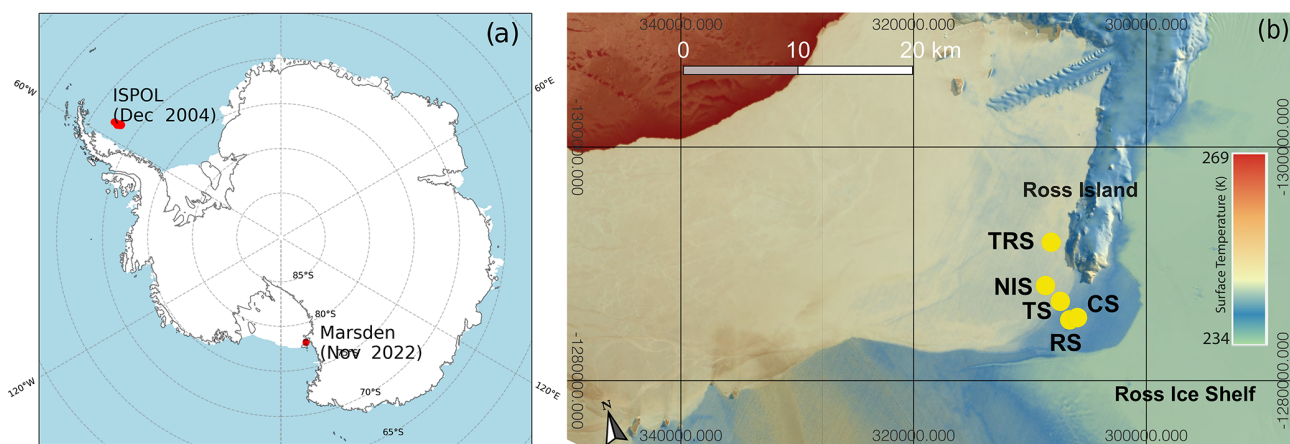 (a)
60°W
60°E
ISPOL
(Dec 2004)
85°S
80°S
Marsden
(Nov 2022)
75°S
70°S
65°S
120°W
120°E
(b)
340000.000
320000.000
300000.000
0 10 20 km
-1300000.000
-1300000.000
Ross Island
269
Surface Temperature (K)
234
TRS
NIS
TS
CS
RS
-1280000.000
-1280000.000
Ross Ice Shelf
N
340000.000
320000.000
300000.000